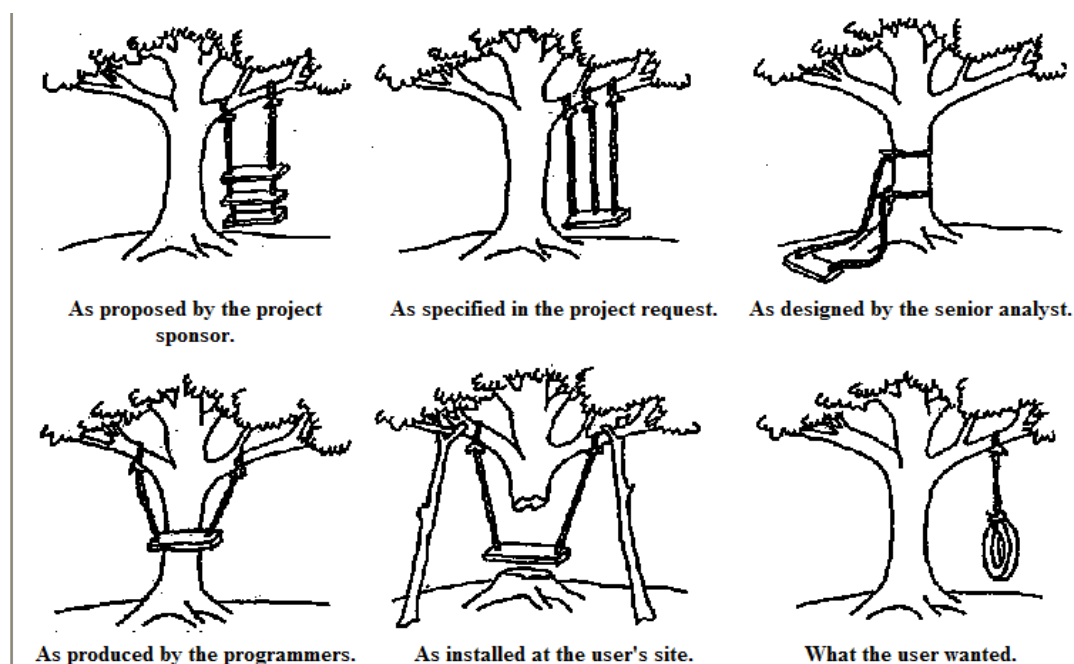 As proposed by the project
sponsor.
As specified in the project request.
As designed by the senior analyst.
As produced by the programmers.
As installed at the user's site.
What the user wanted.